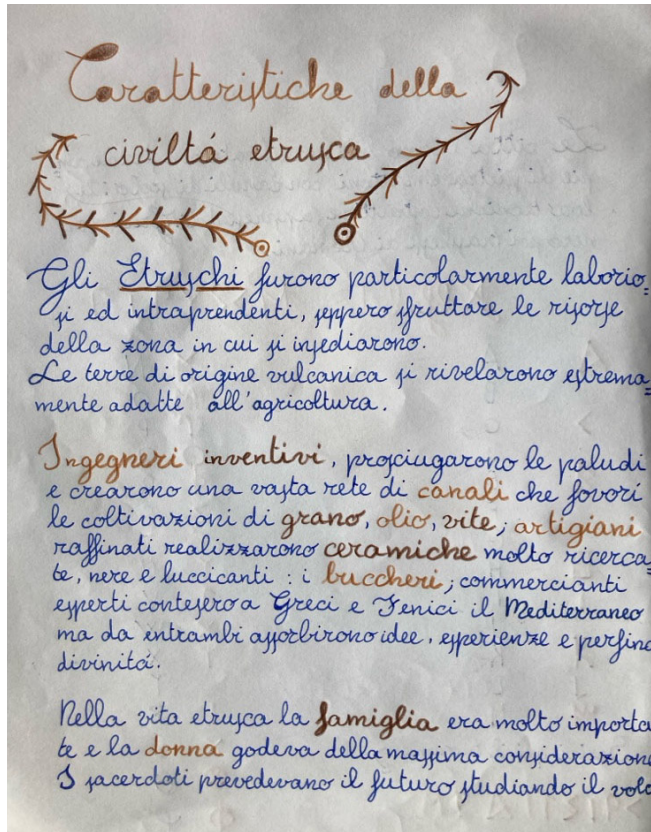 Caratteristiche della
civiltá etrusca
Gli Etruschi furono particolarmente laborio=
si ed intraprendenti, seppero sfruttare le risorse
della zona in cui si insediarono.
Le terre di origine vulcanica si rivelarono estrema=
mente adatte all'agricoltura.
Ingegneri inventivi, prosciugarono le paludi
e crearono una vasta rete di canali che favorí
le coltivazioni di grano, olio, vite; artigiani
raffinati realizzarono ceramiche molto ricerca=
te, nere e luccicanti: i buccheri; commercianti
esperti contesero a Greci e Fenici il Mediterraneo
ma da entrambi assorbirono idee, esperienze e perfino
divinitá.
Nella vita etrusca la famiglia era molto importa
te e la donna godeva della massima considerazione
I sacerdoti prevedevano il futuro studiando il volo